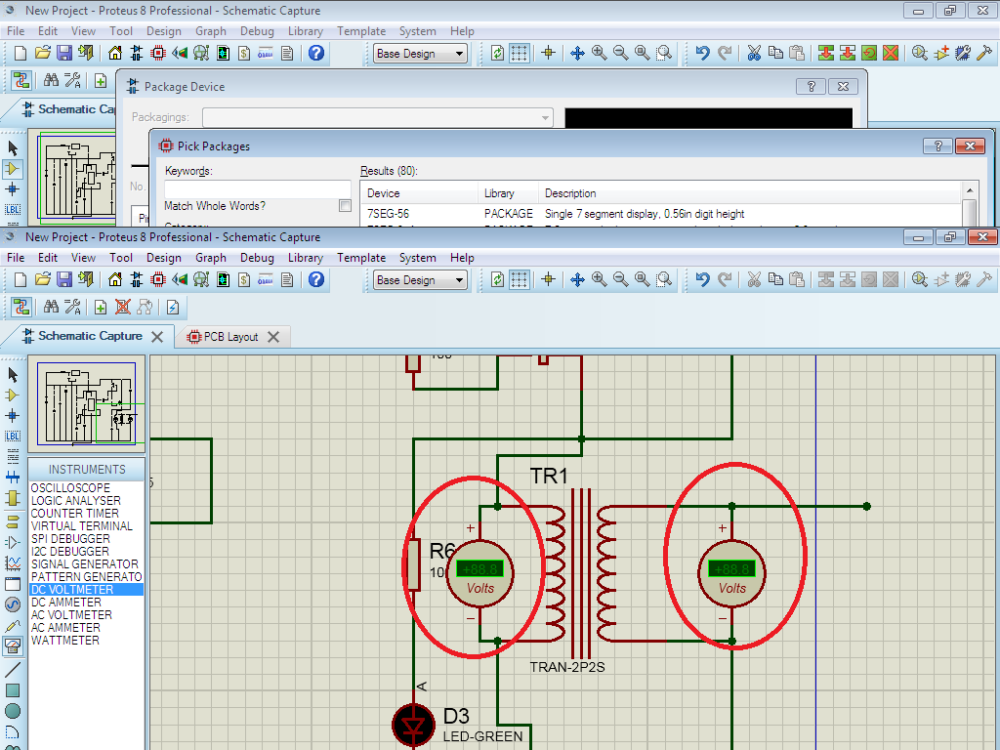 New Project - Proteus 8 Professional - Schematic Capture
File Edit View Tool Design Graph Debug Library Template System Help
Base Design
Package Device
Schematic Ca
Packagings:
Pick Packages
No.
Keywords:
Results (80):
Device Library Description
Match Whole Words?
7SEG-56 PACKAGE Single 7 segment display, 0.56in digit height
New Project - Proteus 8 Professional - Schematic Capture
File Edit View Tool Design Graph Debug Library Template System Help
Base Design
Schematic Capture PCB Layout
INSTRUMENTS
OSCILLOSCOPE
LOGIC ANALYSER
COUNTER TIMER
VIRTUAL TERMINAL
SPI DEBUGGER
I2C DEBUGGER
SIGNAL GENERATOR
PATTERN GENERATO
DC VOLTMETER
DC AMMETER
AC VOLTMETER
AC AMMETER
WATTMETER
TR1
R6
+88.8
Volts
+88.8
Volts
TRAN-2P2S
A
D3
LED-GREEN